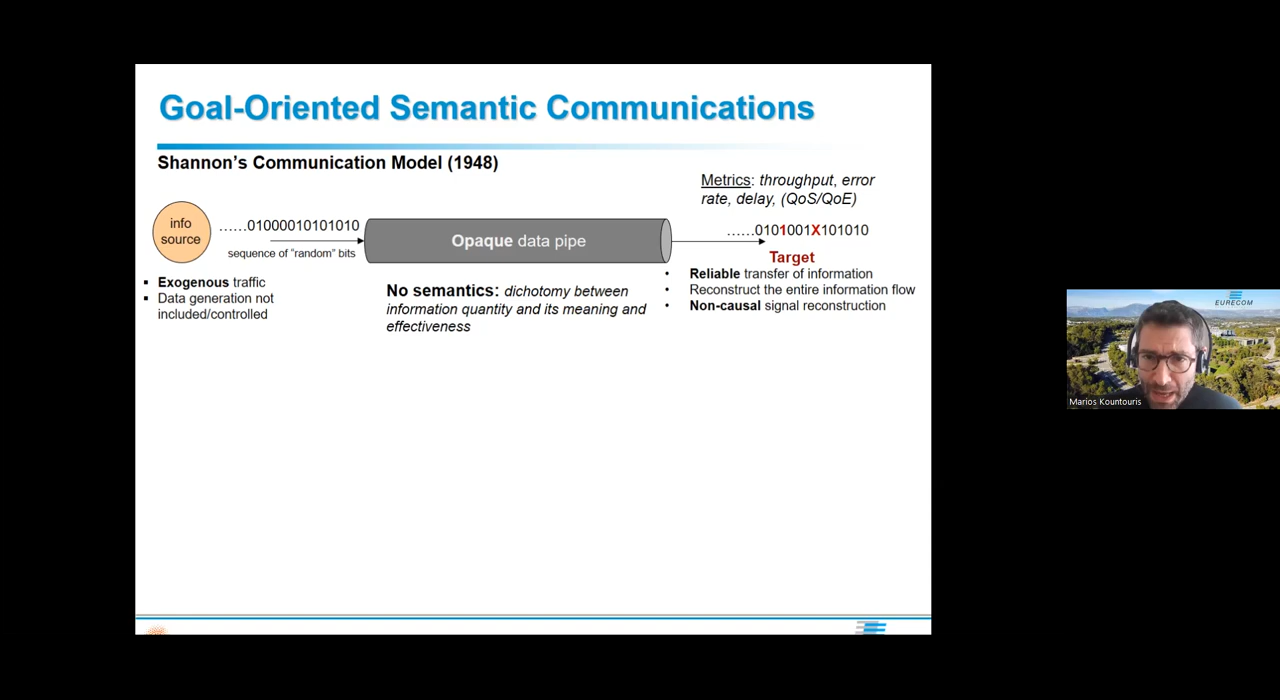 Goal-Oriented Semantic Communications
Shannon's Communication Model (1948)
Metrics: throughput, error
rate, delay, (QoS/QoE)
info
source
......01000010101010
sequence of "random" bits
Opaque data pipe
......0101001X101010
Target
▪ Exogenous traffic
▪ Data generation not
included/controlled
No semantics: dichotomy between
information quantity and its meaning and
effectiveness
• Reliable transfer of information
• Reconstruct the entire information flow
• Non-causal signal reconstruction
EURECOM
Marios Kountouris